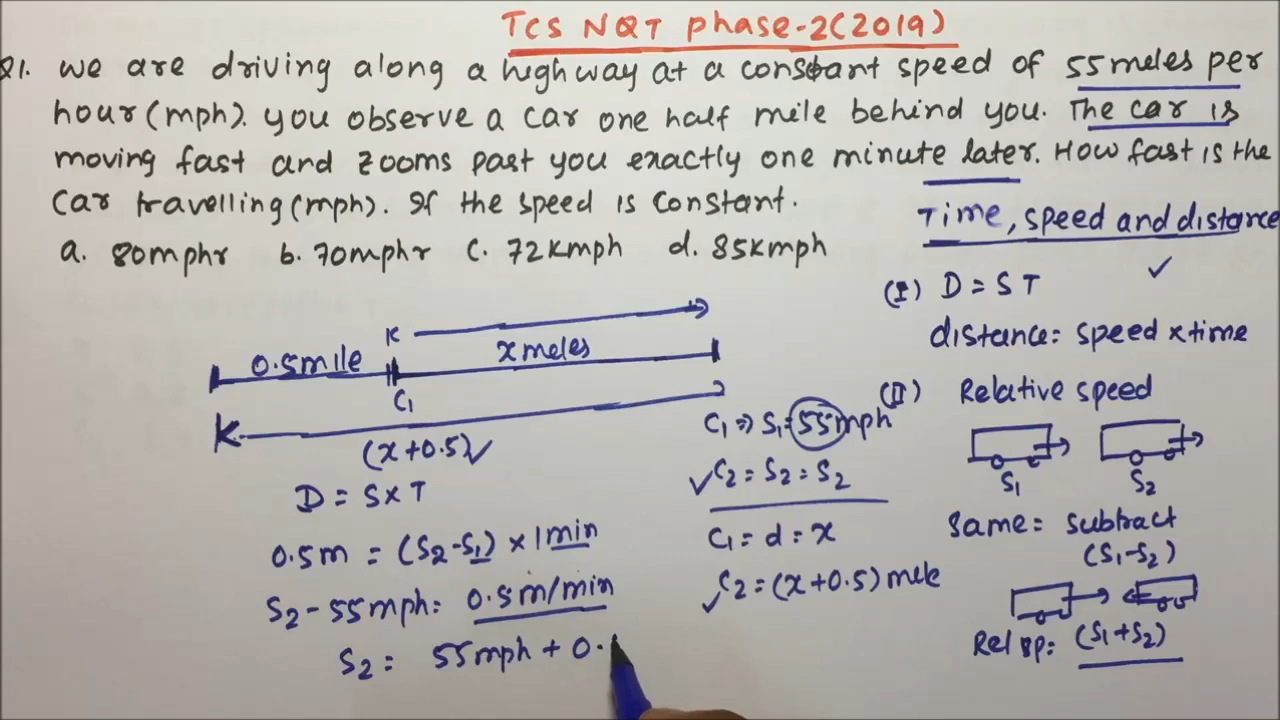 TCS NQT Phase-2(2019)
Q1. We are driving along a highway at a constant speed of 55 meles per
hour (mph). you observe a car one half mile behind you. The car is
moving fast and zooms past you exactly one minute later. How fast is the
car travelling (mph). If the speed is constant.
a. 80mphr b. 70mphr c. 72kmph d. 85kmph
Time, speed and distance
(I) D = S T
distance = speed x time
0.5mile
x meles
C1
(x+0.5)
D = S x T
0.5m = (S2-S1) x 1min
S2 - 55mph = 0.5m/min
S2 = 55mph + 0.
C1 => S1 = 55mph
C2 = S2 = S2
C1 = d = x
C2 = (x+0.5) mele
(II) Relative speed
S1 S2
Same = subtract
(S1-S2)
Rel sp: (S1+S2)